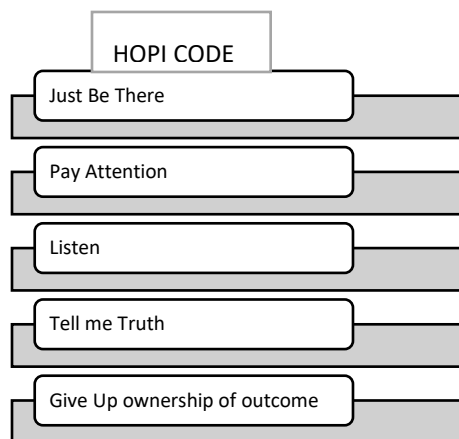 HOPI CODE
Just Be There
Pay Attention
Listen
Tell me Truth
Give Up ownership of outcome